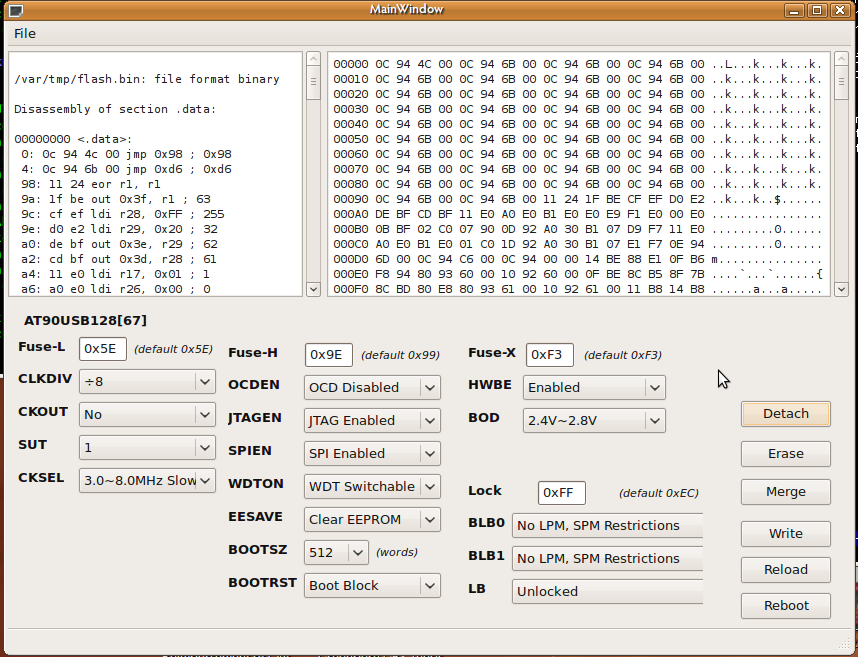 MainWindow
File
/var/tmp/flash.bin: file format binary
Disassembly of section .data:
00000000 <.data>:
0: 0c 94 4c 00 jmp 0x98 ; 0x98
4: 0c 94 6b 00 jmp 0xd6 ; 0xd6
98: 11 24 eor r1, r1
9a: 1f be out 0x3f, r1 ; 63
9c: cf ef ldi r28, 0xFF ; 255
9e: d0 e2 ldi r29, 0x20 ; 32
a0: de bf out 0x3e, r29 ; 62
a2: cd bf out 0x3d, r28 ; 61
a4: 11 e0 ldi r17, 0x01 ; 1
a6: a0 e0 ldi r26, 0x00 ; 0
00000 0C 94 4C 00 0C 94 6B 00 0C 94 6B 00 0C 94 6B 00 ..L...k...k...k.
00010 0C 94 6B 00 0C 94 6B 00 0C 94 6B 00 0C 94 6B 00 ..k...k...k...k.
00020 0C 94 6B 00 0C 94 6B 00 0C 94 6B 00 0C 94 6B 00 ..k...k...k...k.
00030 0C 94 6B 00 0C 94 6B 00 0C 94 6B 00 0C 94 6B 00 ..k...k...k...k.
00040 0C 94 6B 00 0C 94 6B 00 0C 94 6B 00 0C 94 6B 00 ..k...k...k...k.
00050 0C 94 6B 00 0C 94 6B 00 0C 94 6B 00 0C 94 6B 00 ..k...k...k...k.
00060 0C 94 6B 00 0C 94 6B 00 0C 94 6B 00 0C 94 6B 00 ..k...k...k...k.
00070 0C 94 6B 00 0C 94 6B 00 0C 94 6B 00 0C 94 6B 00 ..k...k...k...k.
00080 0C 94 6B 00 0C 94 6B 00 0C 94 6B 00 0C 94 6B 00 ..k...k...k...k.
00090 0C 94 6B 00 0C 94 6B 00 11 24 1F BE CF EF D0 E2 ..k...k..$......
000A0 DE BF CD BF 11 E0 A0 E0 B1 E0 E0 E9 F1 E0 00 E0 ................
000B0 0B BF 02 C0 07 90 0D 92 A0 30 B1 07 D9 F7 11 E0 .........0......
000C0 A0 E0 B1 E0 01 C0 1D 92 A0 30 B1 07 E1 F7 0E 94 .........0......
000D0 6D 00 0C 94 C6 00 0C 94 00 00 14 BE 88 E1 0F B6 m...............
000E0 F8 94 80 93 60 00 10 92 60 00 0F BE 8C B5 8F 7B ....`...`......{
000F0 8C BD 80 E8 80 93 61 00 10 92 61 00 11 B8 14 B8 ......a...a.....
AT90USB128[67]
Fuse-L 0x5E (default 0x5E)
CLKDIV ÷8
CKOUT No
SUT 1
CKSEL 3.0~8.0MHz Slow
Fuse-H 0x9E (default 0x99)
OCDEN OCD Disabled
JTAGEN JTAG Enabled
SPIEN SPI Enabled
WDTON WDT Switchable
EESAVE Clear EEPROM
BOOTSZ 512 (words)
BOOTRST Boot Block
Fuse-X 0xF3 (default 0xF3)
HWBE Enabled
BOD 2.4V~2.8V
Lock 0xFF (default 0xEC)
BLB0 No LPM, SPM Restrictions
BLB1 No LPM, SPM Restrictions
LB Unlocked
Detach
Erase
Merge
Write
Reload
Reboot